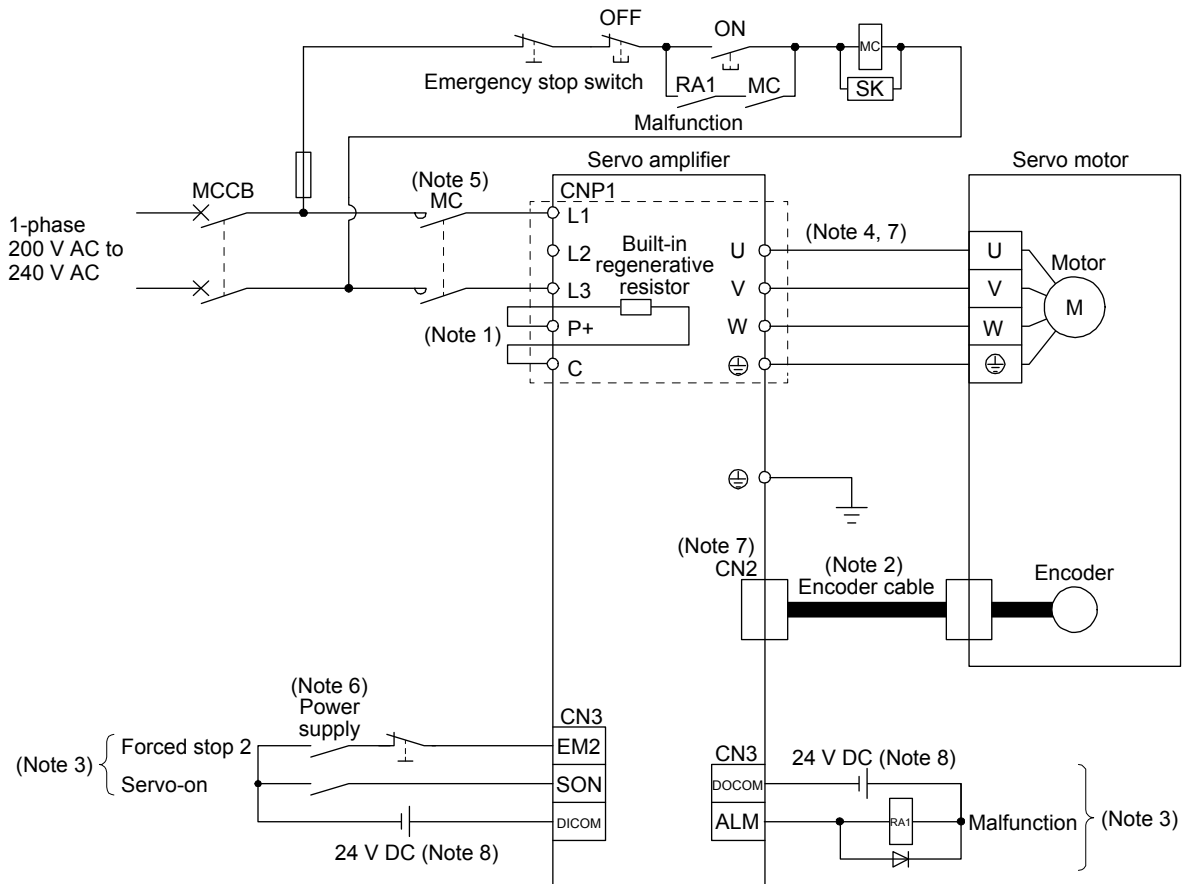 OFF
ON
MC
Emergency stop switch
SK
RA1 MC
Malfunction
Servo amplifier
Servo motor
MCCB
(Note 5)
MC
CNP1
1-phase
200 V AC to
240 V AC
L1
L2
L3
P+
C
Built-in
regenerative
resistor
(Note 1)
U
V
W
(Note 4, 7)
U
V
W
Motor
M
(Note 7)
CN2
(Note 2)
Encoder cable
Encoder
(Note 6)
Power
supply
(Note 3)
Forced stop 2
Servo-on
CN3
EM2
SON
DICOM
24 V DC (Note 8)
CN3
DOCOM
ALM
24 V DC (Note 8)
RA1
Malfunction
(Note 3)